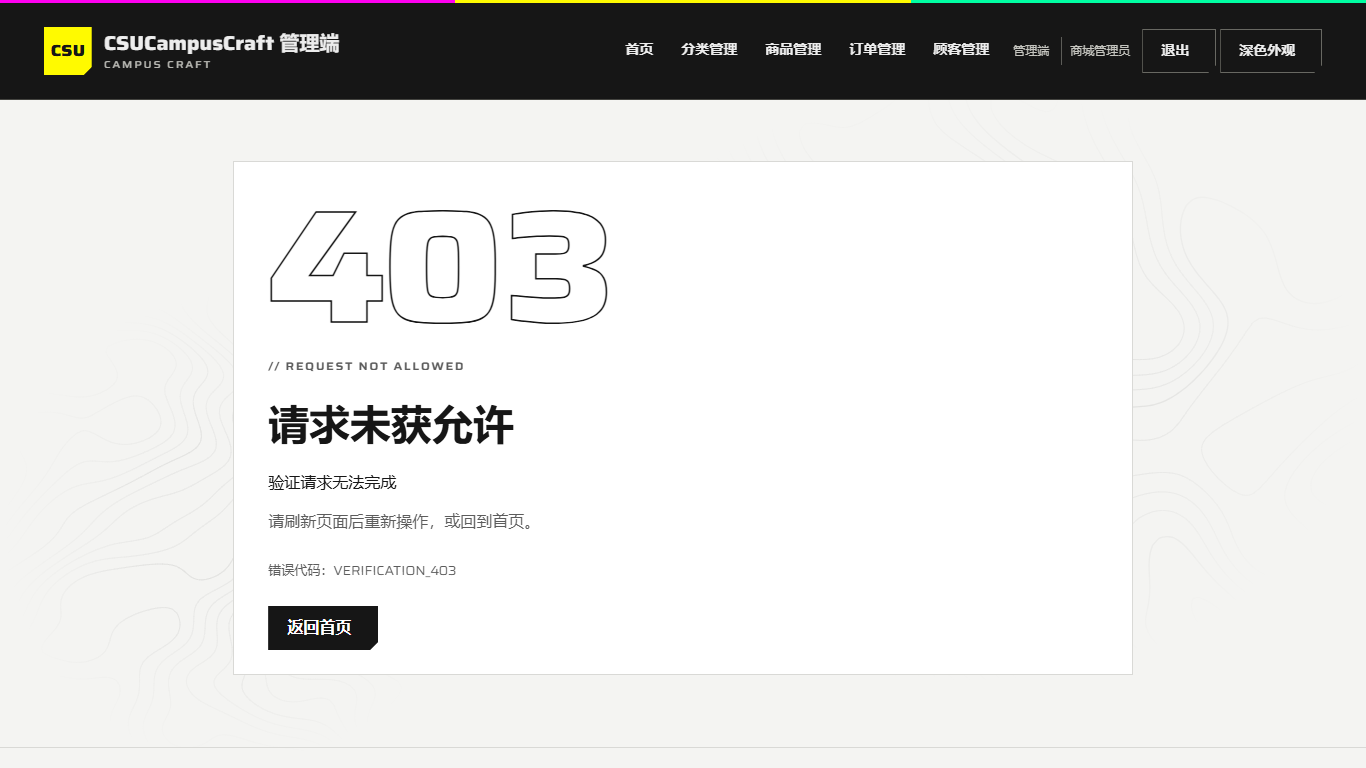 CSU
CSUCampusCraft 管理端
CAMPUS CRAFT
首页 分类管理 商品管理 订单管理 顾客管理 管理端 商城管理员 退出 深色外观
403
// REQUEST NOT ALLOWED
请求未获允许
验证请求无法完成
请刷新页面后重新操作，或回到首页。
错误代码：VERIFICATION_403
返回首页